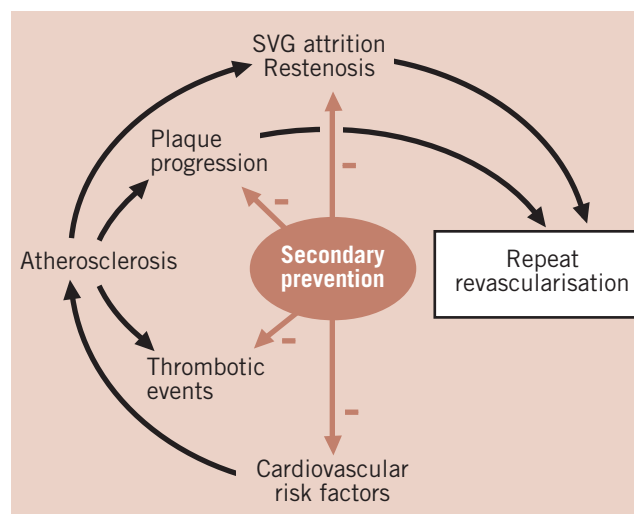 SVG attrition
Restenosis
Plaque
progression
–
–
Atherosclerosis
Secondary
prevention
Repeat
revascularisation
–
Thrombotic
events
–
Cardiovascular
risk factors